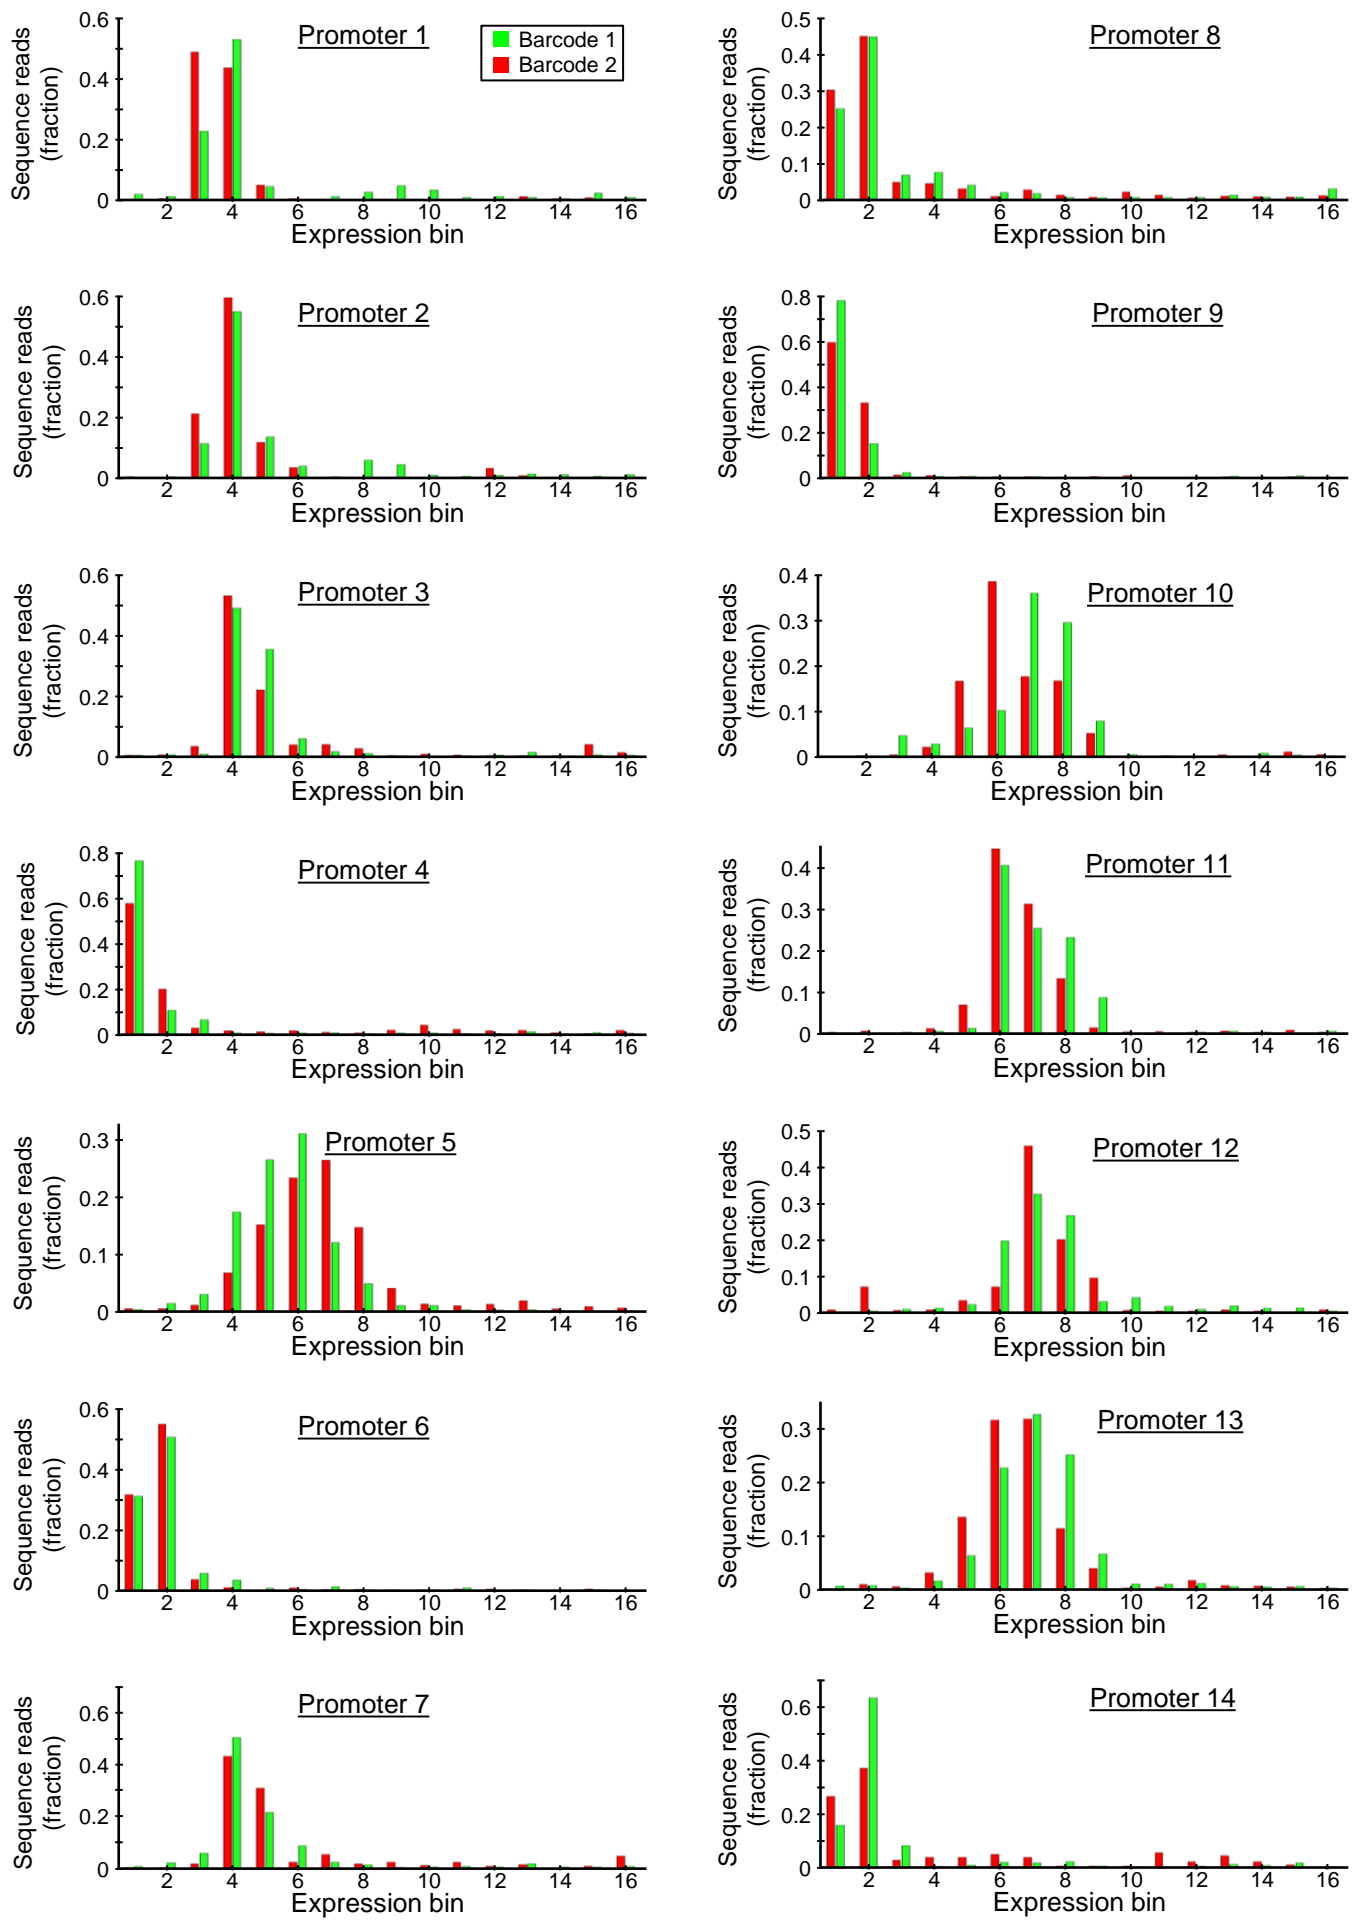 Promoter 1
Barcode 1
Barcode 2
Sequence reads
(fraction)
0.6
0.4
0.2
0
2 4 6 8 10 12 14 16
Expression bin
Promoter 2
Sequence reads
(fraction)
0.6
0.4
0.2
0
2 4 6 8 10 12 14 16
Expression bin
Promoter 3
Sequence reads
(fraction)
0.6
0.4
0.2
0
2 4 6 8 10 12 14 16
Expression bin
Promoter 4
Sequence reads
(fraction)
0.8
0.6
0.4
0.2
0
2 4 6 8 10 12 14 16
Expression bin
Promoter 5
Sequence reads
(fraction)
0.3
0.2
0.1
0
2 4 6 8 10 12 14 16
Expression bin
Promoter 6
Sequence reads
(fraction)
0.6
0.4
0.2
0
2 4 6 8 10 12 14 16
Expression bin
Promoter 7
Sequence reads
(fraction)
0.6
0.4
0.2
0
2 4 6 8 10 12 14 16
Expression bin
Promoter 8
Sequence reads
(fraction)
0.5
0.4
0.3
0.2
0.1
0
2 4 6 8 10 12 14 16
Expression bin
Promoter 9
Sequence reads
(fraction)
0.8
0.6
0.4
0.2
0
2 4 6 8 10 12 14 16
Expression bin
Promoter 10
Sequence reads
(fraction)
0.4
0.3
0.2
0.1
0
2 4 6 8 10 12 14 16
Expression bin
Promoter 11
Sequence reads
(fraction)
0.4
0.3
0.2
0.1
0
2 4 6 8 10 12 14 16
Expression bin
Promoter 12
Sequence reads
(fraction)
0.5
0.4
0.3
0.2
0.1
0
2 4 6 8 10 12 14 16
Expression bin
Promoter 13
Sequence reads
(fraction)
0.3
0.2
0.1
0
2 4 6 8 10 12 14 16
Expression bin
Promoter 14
Sequence reads
(fraction)
0.6
0.4
0.2
0
2 4 6 8 10 12 14 16
Expression bin